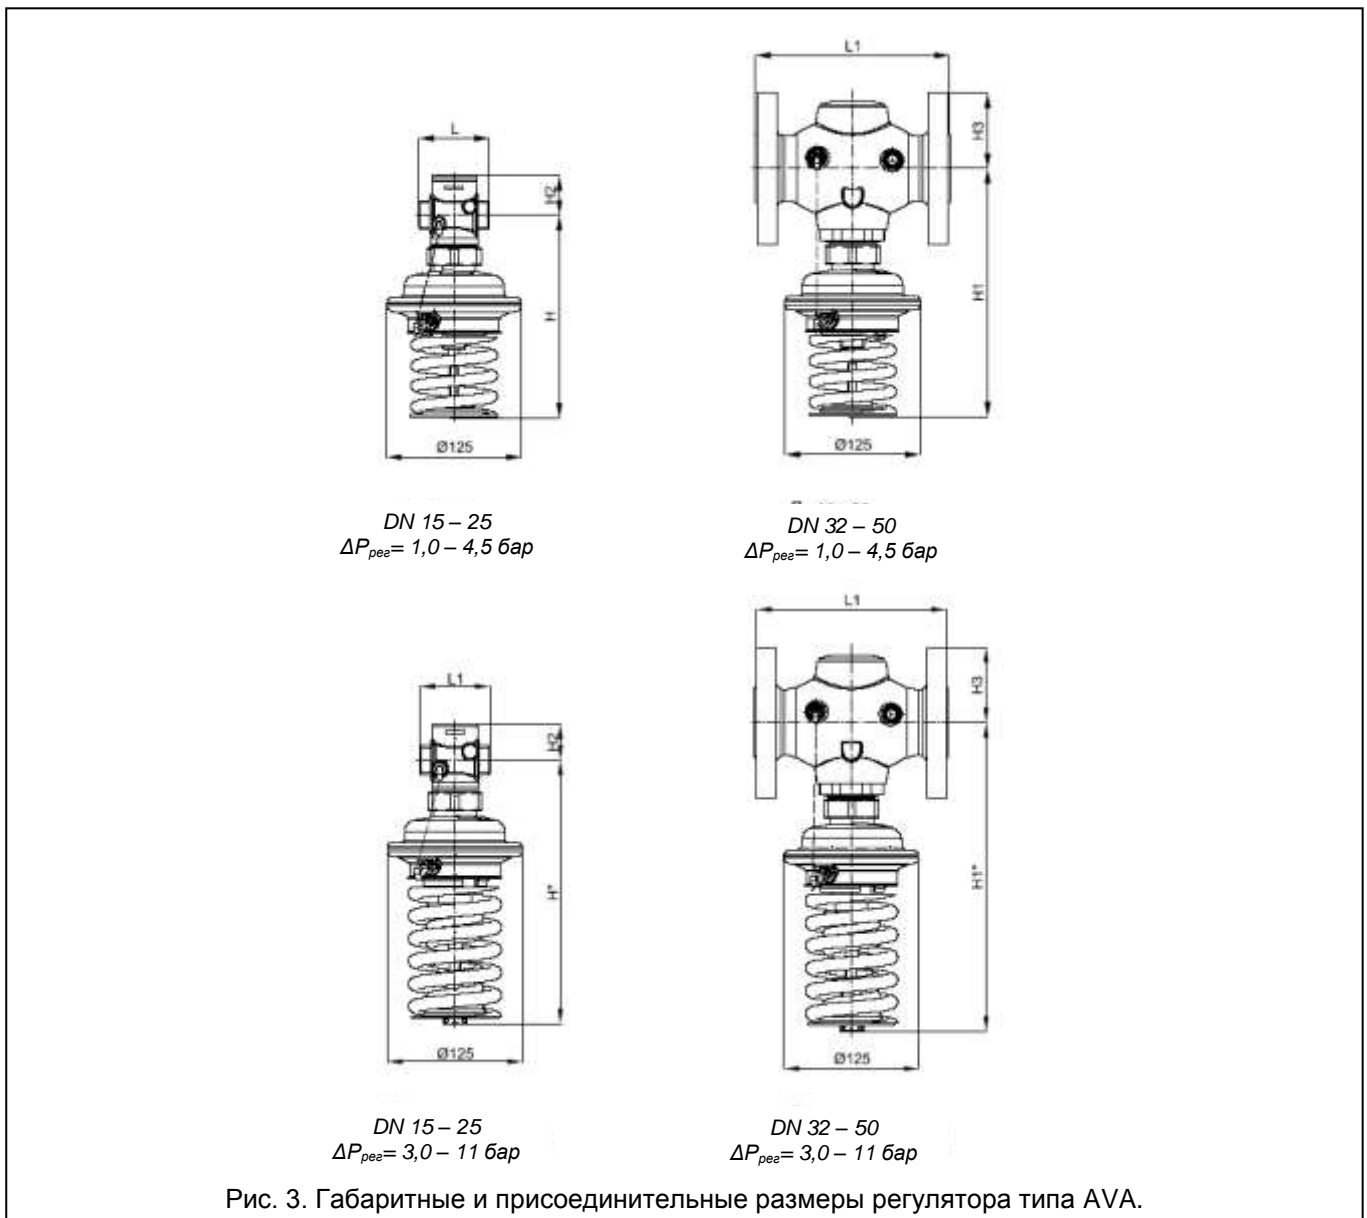 L1
H3
L
H2
H
H1
Ø125
Ø125
DN 15 – 25
ΔPрег= 1,0 – 4,5 бар
DN 32 – 50
ΔPрег= 1,0 – 4,5 бар
L1
H3
L1
H2
H*
H1*
Ø125
Ø125
DN 15 – 25
ΔPрег= 3,0 – 11 бар
DN 32 – 50
ΔPрег= 3,0 – 11 бар
Рис. 3. Габаритные и присоединительные размеры регулятора типа AVA.